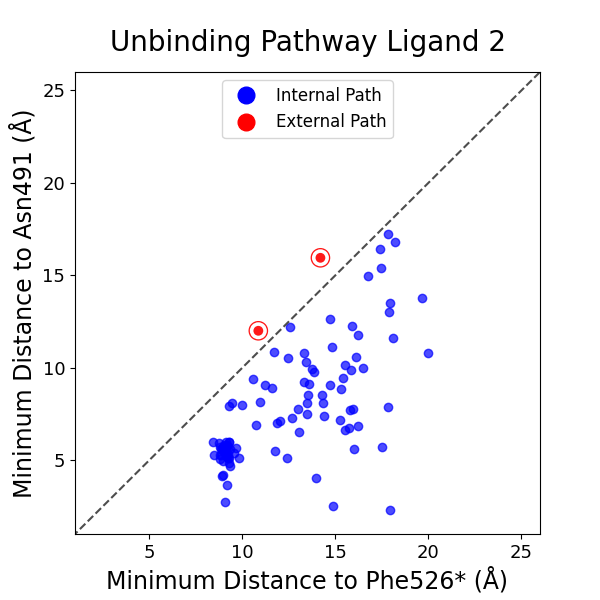 Unbinding Pathway Ligand 2
Internal Path
External Path
Minimum Distance to Asn491 (Å)
25
20
15
10
5
5
10
15
20
25
Minimum Distance to Phe526* (Å)